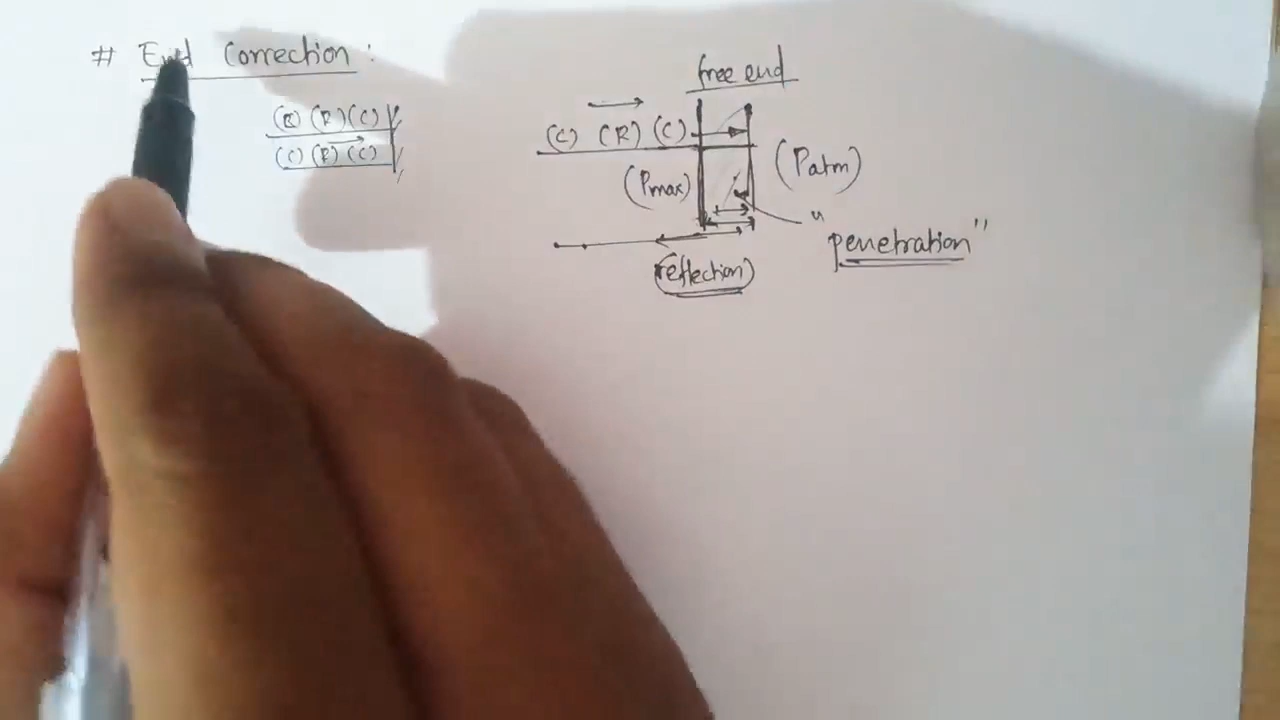 # End Correction :
free end
(R) (R) (C)
(C) (R) (C)
(C) (R) (C)
(Pmax)
(Patm)
"penetration"
(reflection)